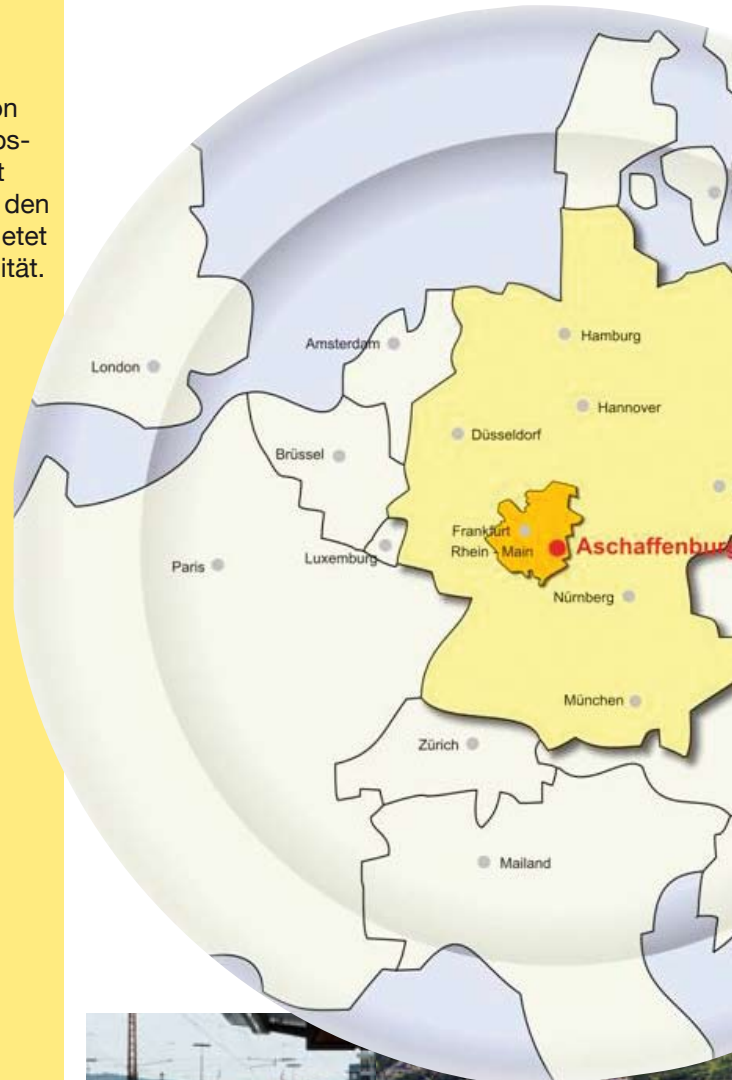 on
os-
t
den
etet
ität.
London
Amsterdam
Hamburg
Hannover
Düsseldorf
Brüssel
Frankfurt
Rhein - Main
Aschaffenburg
Luxemburg
Paris
Nürnberg
München
Zürich
Mailand